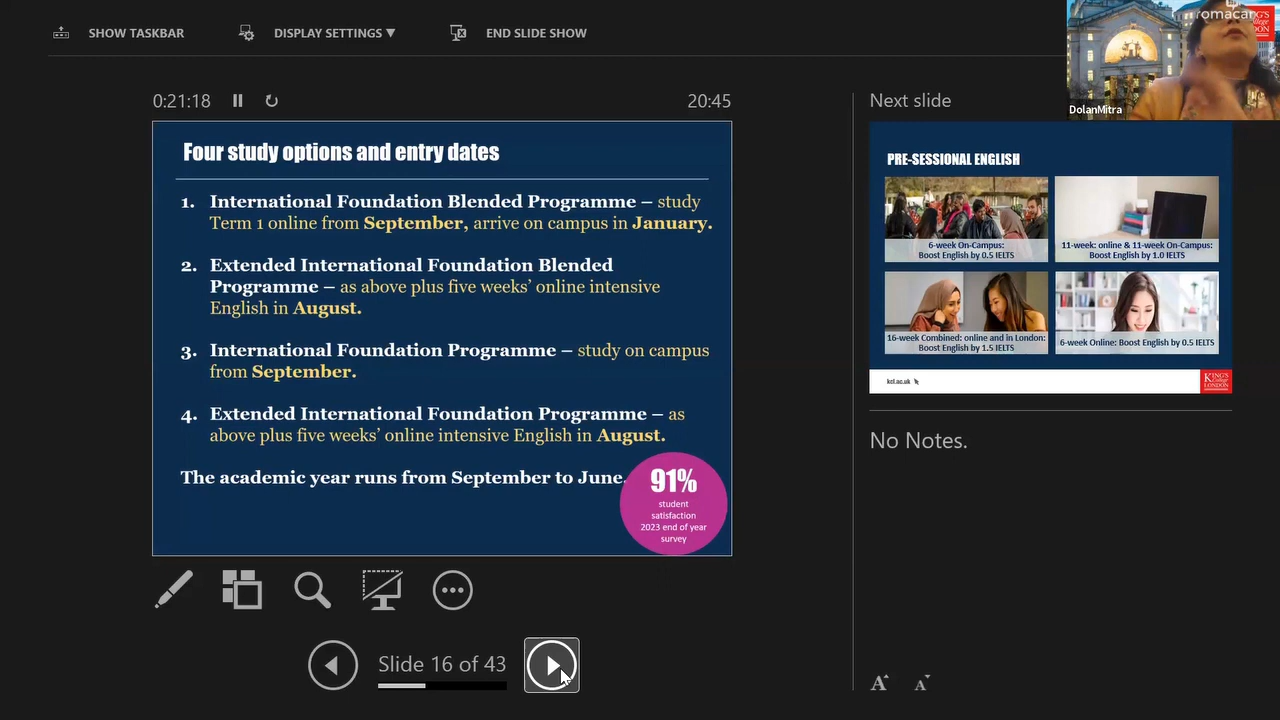 SHOW TASKBAR
DISPLAY SETTINGS ▼
END SLIDE SHOW
DolanMitra
KING'S
College
LONDON
0:21:18
20:45
Next slide
Four study options and entry dates
1. International Foundation Blended Programme – study
Term 1 online from September, arrive on campus in January.
2. Extended International Foundation Blended
Programme – as above plus five weeks' online intensive
English in August.
3. International Foundation Programme – study on campus
from September.
4. Extended International Foundation Programme – as
above plus five weeks' online intensive English in August.
The academic year runs from September to June.
91%
student
satisfaction
2023 end of year
survey
PRE-SESSIONAL ENGLISH
6-week On-Campus:
Boost English by 0.5 IELTS
11-week: online & 11-week On-Campus:
Boost English by 1.0 IELTS
16-week Combined: online and in London:
Boost English by 1.5 IELTS
6-week Online: Boost English by 0.5 IELTS
kcl.ac.uk
KING'S
College
LONDON
No Notes.
Slide 16 of 43
A A